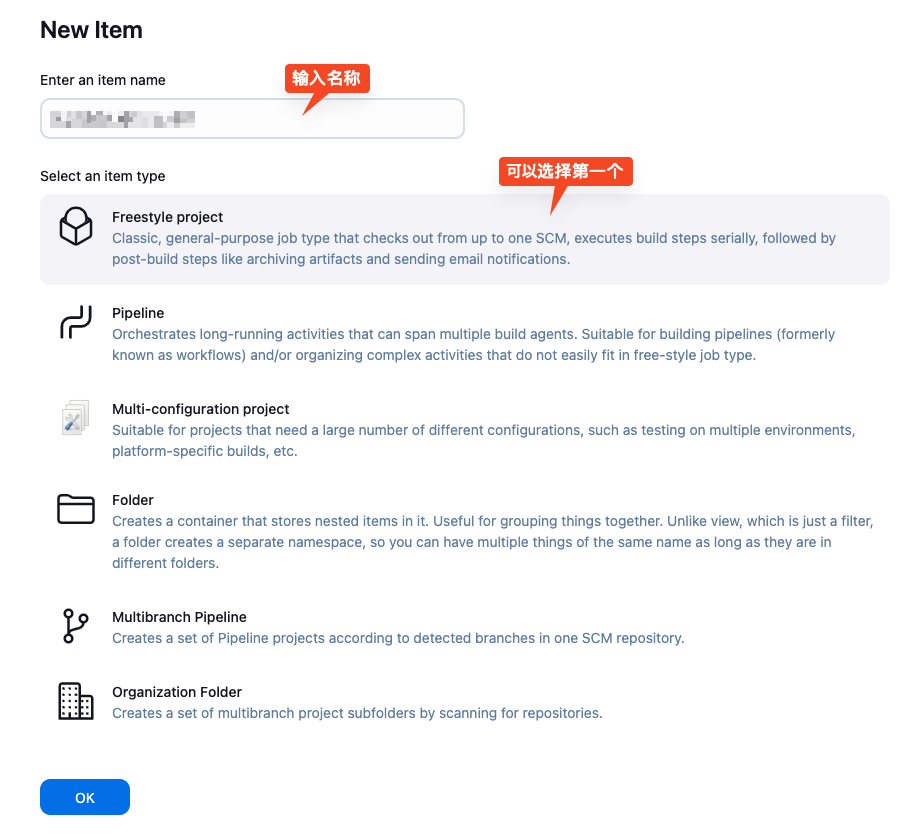 New Item
Enter an item name
输入名称
Select an item type
可以选择第一个
Freestyle project
Classic, general-purpose job type that checks out from up to one SCM, executes build steps serially, followed by
post-build steps like archiving artifacts and sending email notifications.
Pipeline
Orchestrates long-running activities that can span multiple build agents. Suitable for building pipelines (formerly
known as workflows) and/or organizing complex activities that do not easily fit in free-style job type.
Multi-configuration project
Suitable for projects that need a large number of different configurations, such as testing on multiple environments,
platform-specific builds, etc.
Folder
Creates a container that stores nested items in it. Useful for grouping things together. Unlike view, which is just a filter,
a folder creates a separate namespace, so you can have multiple things of the same name as long as they are in
different folders.
Multibranch Pipeline
Creates a set of Pipeline projects according to detected branches in one SCM repository.
Organization Folder
Creates a set of multibranch project subfolders by scanning for repositories.
OK